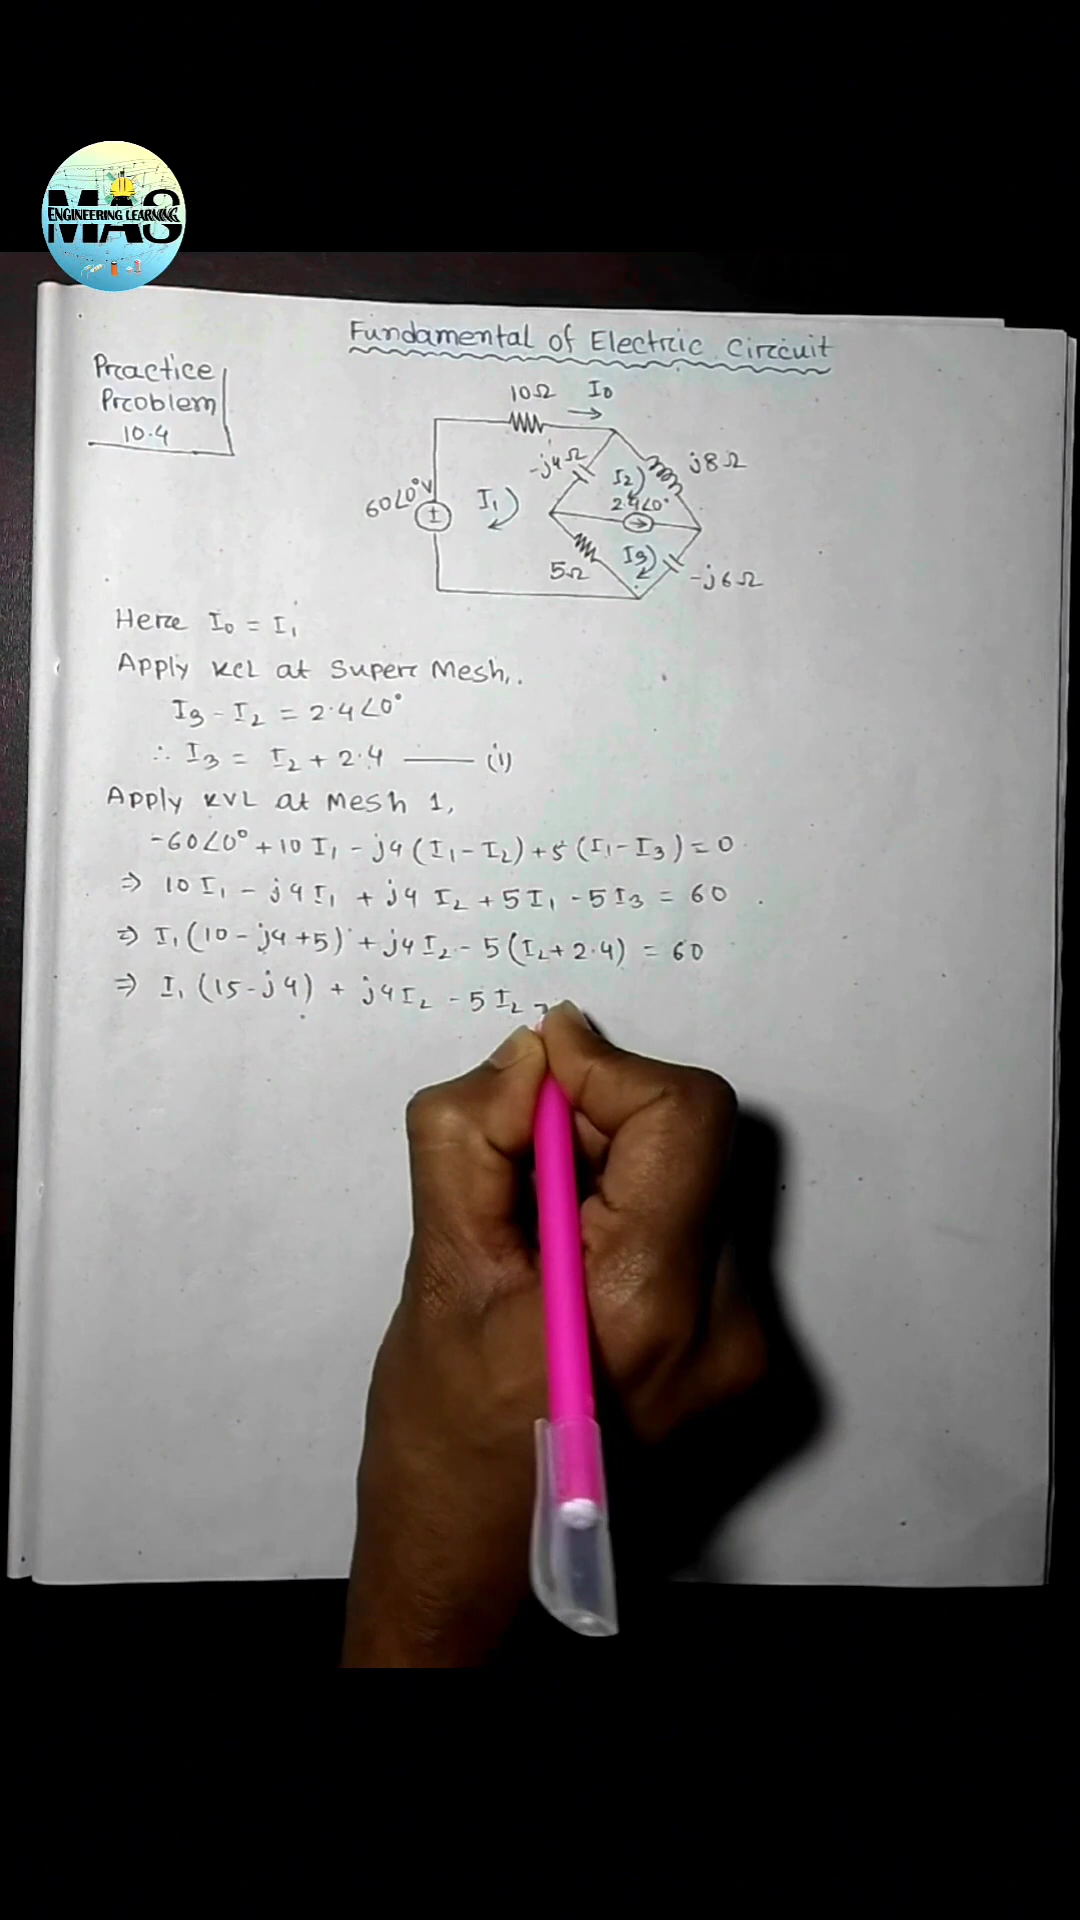 MAS
ENGINEERING LEARNING
Fundamental of Electric Circuit
Practice
Problem
10.4
10Ω I₀
-j4Ω
j8Ω
I₂
60∠0°V
I₁
2.4∠0°
I₃
5Ω
-j6Ω
Here I₀ = I₁
Apply KCL at Super Mesh,.
I₃ - I₂ = 2.4∠0°
∴ I₃ = I₂ + 2.4 —— (i)
Apply KVL at Mesh 1,
-60∠0° + 10 I₁ - j4 (I₁ - I₂) + 5 (I₁ - I₃) = 0
⇒ 10 I₁ - j4 I₁ + j4 I₂ + 5 I₁ - 5 I₃ = 60
⇒ I₁ (10 - j4 + 5) + j4 I₂ - 5 (I₂ + 2.4) = 60
⇒ I₁ (15 - j4) + j4 I₂ - 5 I₂